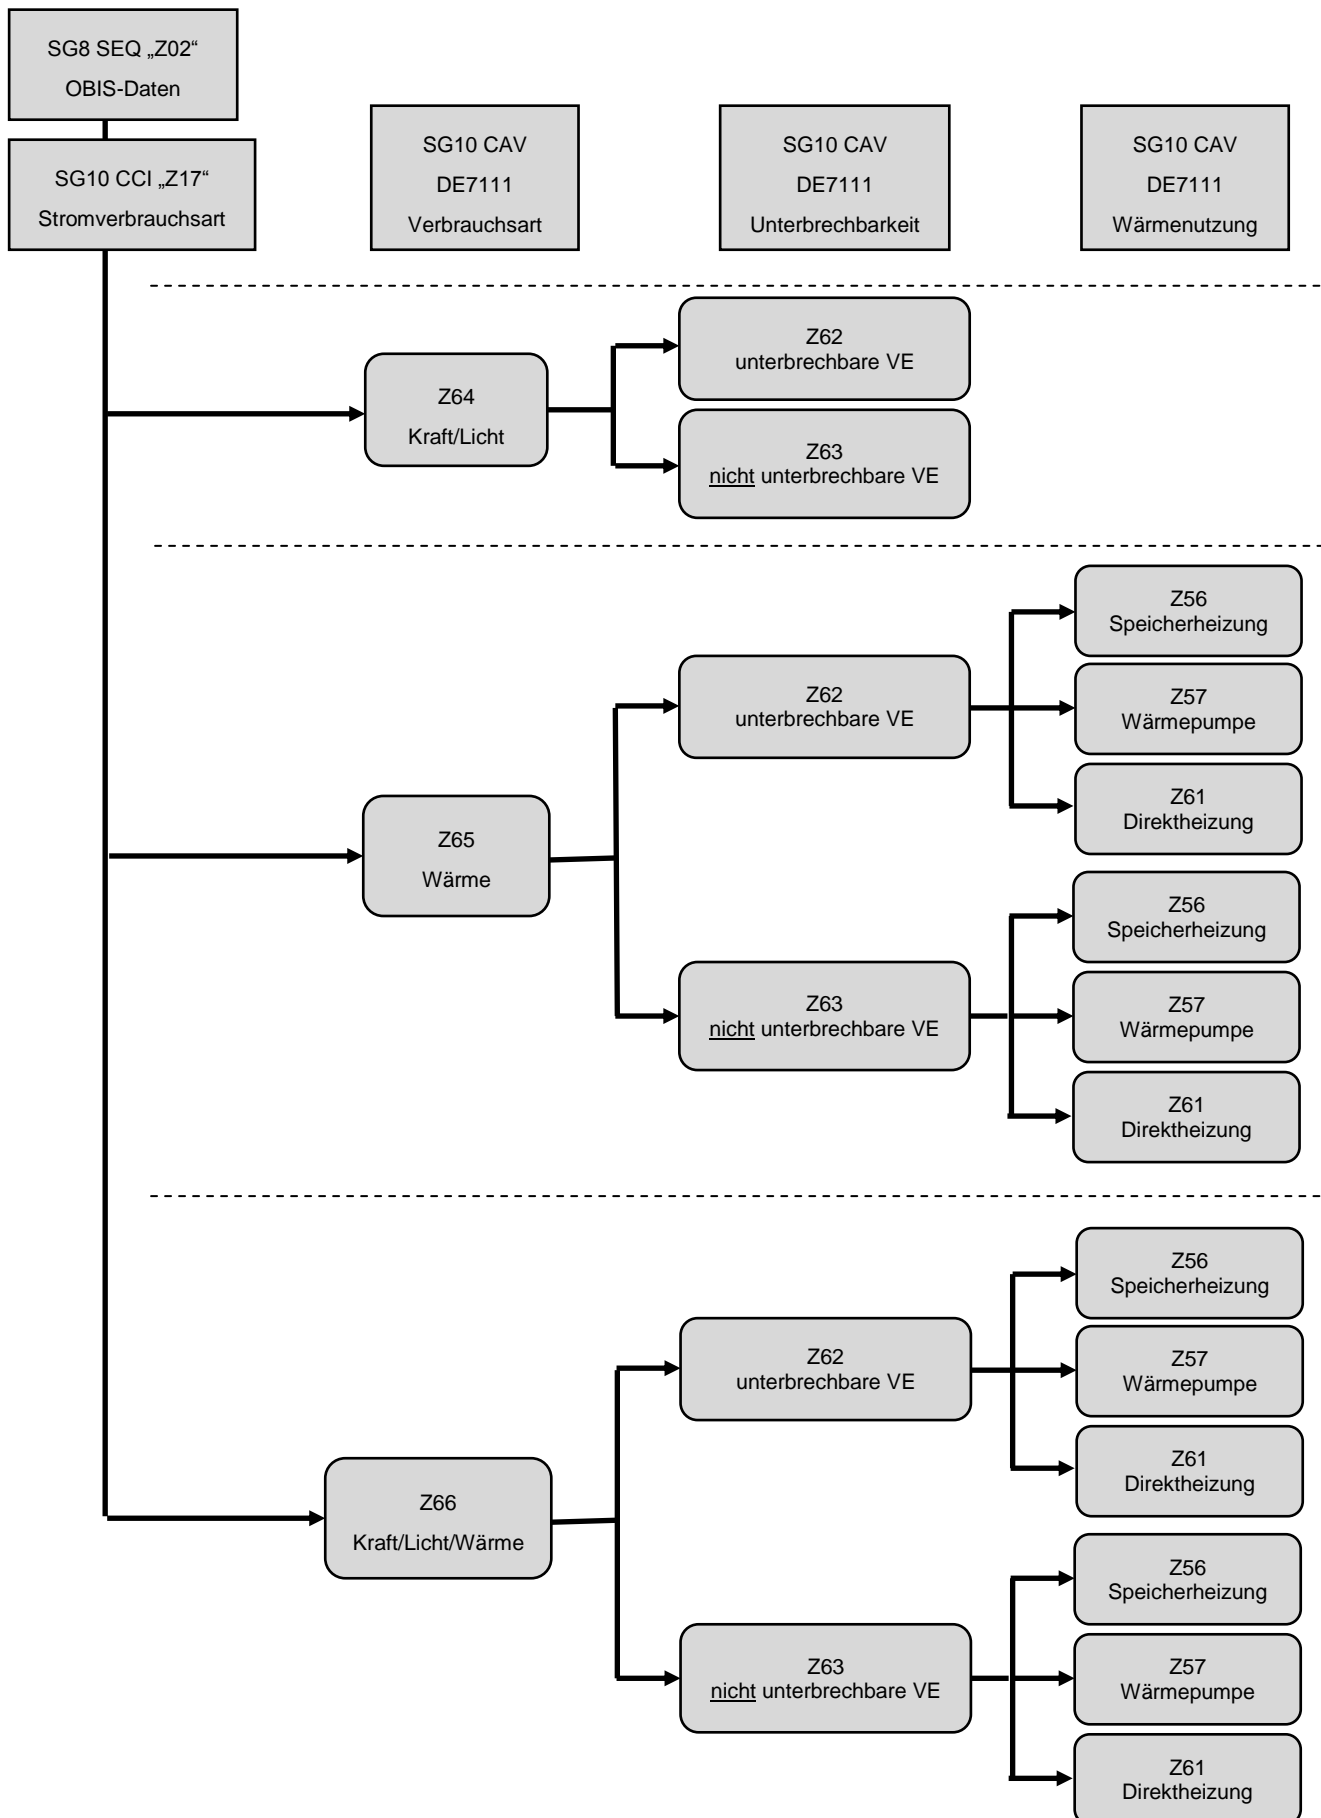 SG8 SEQ „Z02“
OBIS-Daten
SG10 CCI „Z17“
Stromverbrauchsart
SG10 CAV
DE7111
Verbrauchsart
SG10 CAV
DE7111
Unterbrechbarkeit
SG10 CAV
DE7111
Wärmenutzung
Z64
Kraft/Licht
Z62
unterbrechbare VE
Z63
nicht unterbrechbare VE
Z65
Wärme
Z62
unterbrechbare VE
Z56
Speicherheizung
Z57
Wärmepumpe
Z61
Direktheizung
Z63
nicht unterbrechbare VE
Z56
Speicherheizung
Z57
Wärmepumpe
Z61
Direktheizung
Z66
Kraft/Licht/Wärme
Z62
unterbrechbare VE
Z56
Speicherheizung
Z57
Wärmepumpe
Z61
Direktheizung
Z63
nicht unterbrechbare VE
Z56
Speicherheizung
Z57
Wärmepumpe
Z61
Direktheizung